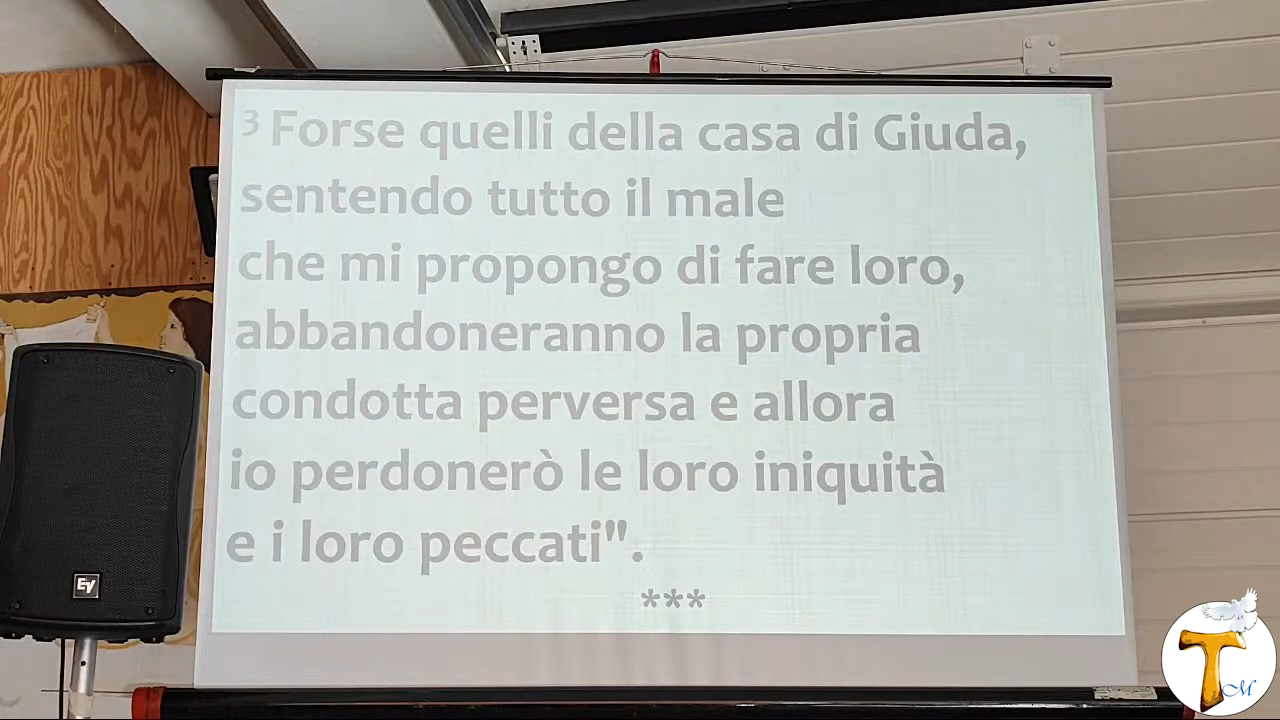 3 Forse quelli della casa di Giuda,
sentendo tutto il male
che mi propongo di fare loro,
abbandoneranno la propria
condotta perversa e allora
io perdonerò le loro iniquità
e i loro peccati".
***
EV
T
M